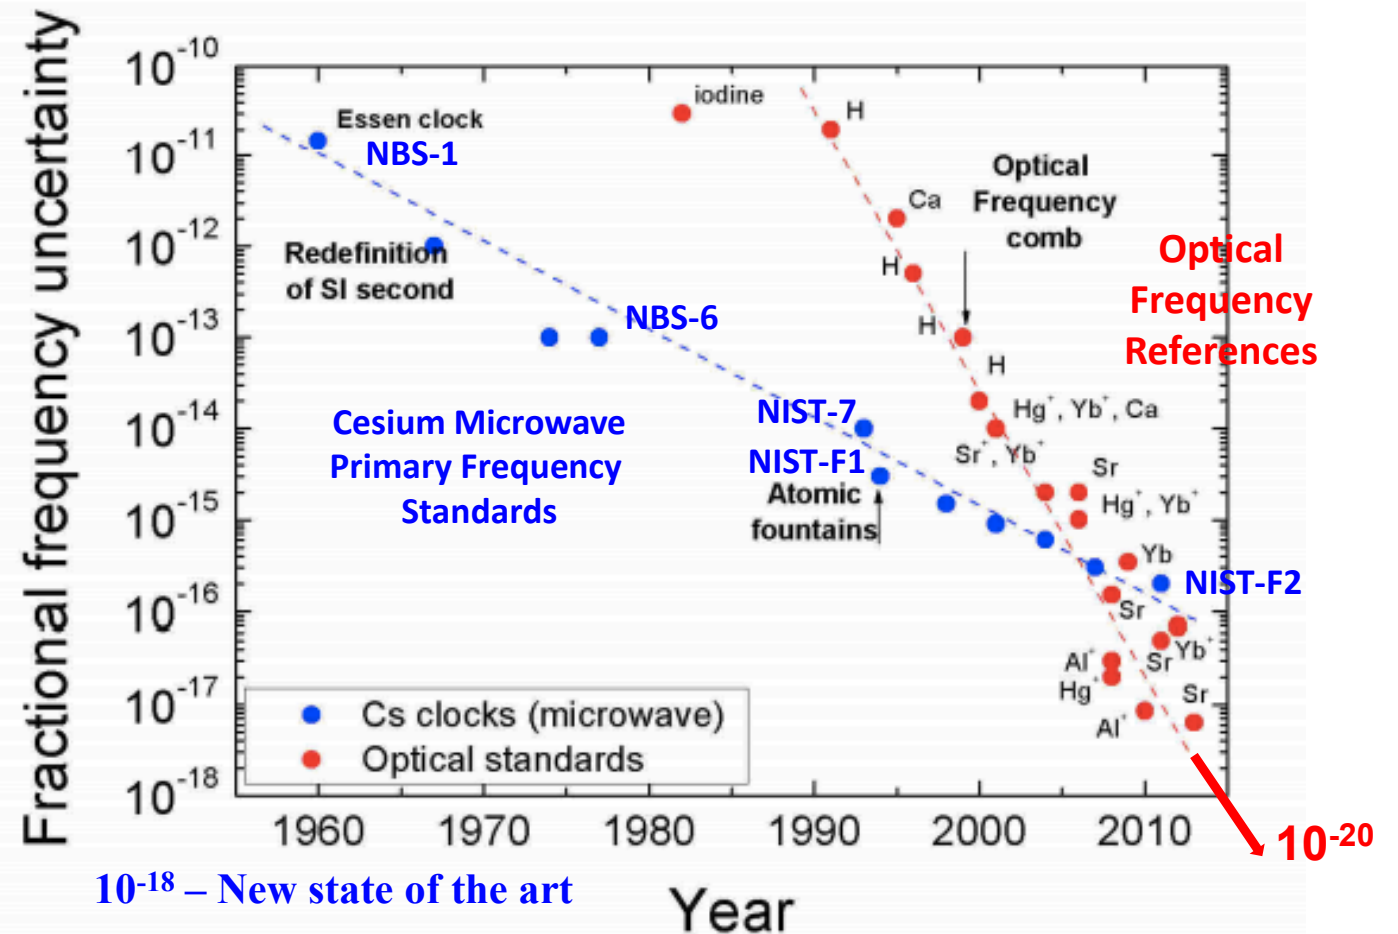 Fractional frequency uncertainty
10⁻¹⁰
10⁻¹¹
10⁻¹²
10⁻¹³
10⁻¹⁴
10⁻¹⁵
10⁻¹⁶
10⁻¹⁷
10⁻¹⁸
Essen clock
NBS-1
iodine
H
Ca
Optical
Frequency
comb
H
Redefinition
of SI second
Optical
Frequency
References
NBS-6
H
H
Cesium Microwave
Primary Frequency
Standards
NIST-7
Hg⁺, Yb⁺, Ca
NIST-F1
Sr⁺, Yb⁺
Sr
Atomic
fountains
Hg⁺, Yb⁺
Yb
NIST-F2
Sr
Yb⁺
Al⁺
Sr
Hg⁺
Sr
Al⁺
Cs clocks (microwave)
Optical standards
1960 1970 1980 1990 2000 2010
10⁻²⁰
10⁻¹⁸ – New state of the art
Year